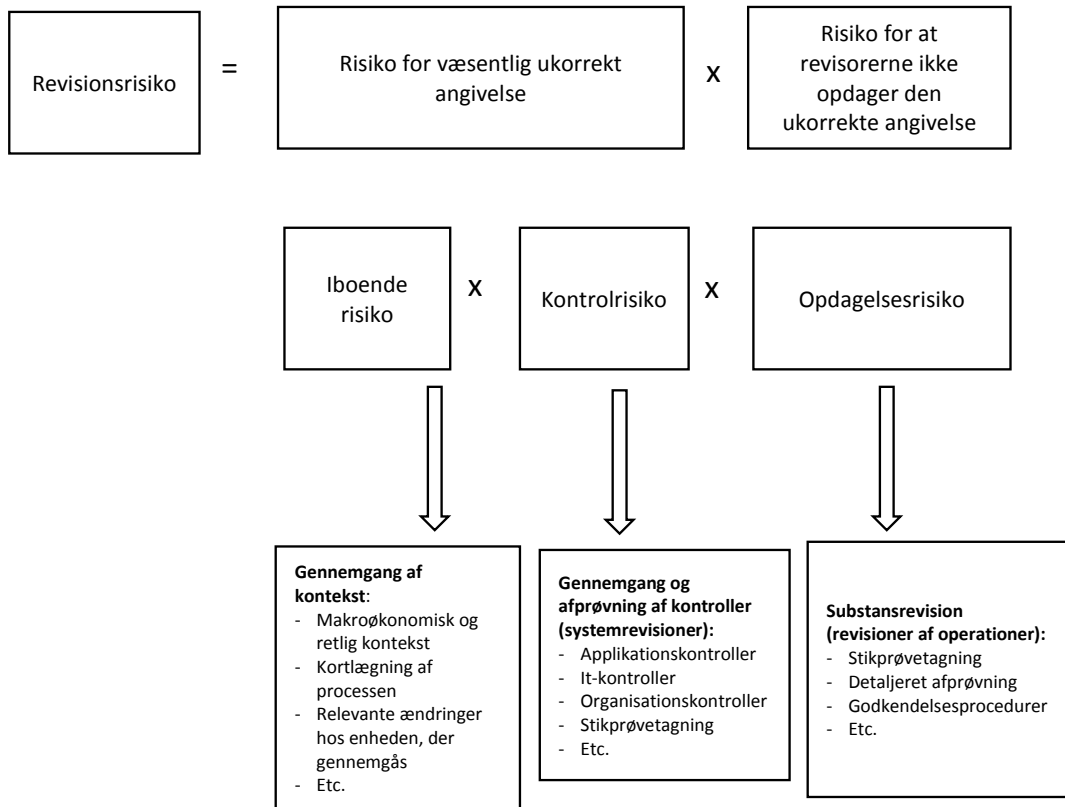 Revisionsrisiko
=
Risiko for væsentlig ukorrekt
angivelse
x
Risiko for at
revisorerne ikke
opdager den
ukorrekte angivelse
Iboende
risiko
x
Kontrolrisiko
x
Opdagelsesrisiko
Gennemgang af
kontekst:
- Makroøkonomisk og
retlig kontekst
- Kortlægning af
processen
- Relevante ændringer
hos enheden, der
gennemgås
- Etc.
Gennemgang og
afprøvning af kontroller
(systemrevisioner):
- Applikationskontroller
- It-kontroller
- Organisationskontroller
- Stikprøvetagning
- Etc.
Substansrevision
(revisioner af operationer):
- Stikprøvetagning
- Detaljeret afprøvning
- Godkendelsesprocedurer
- Etc.